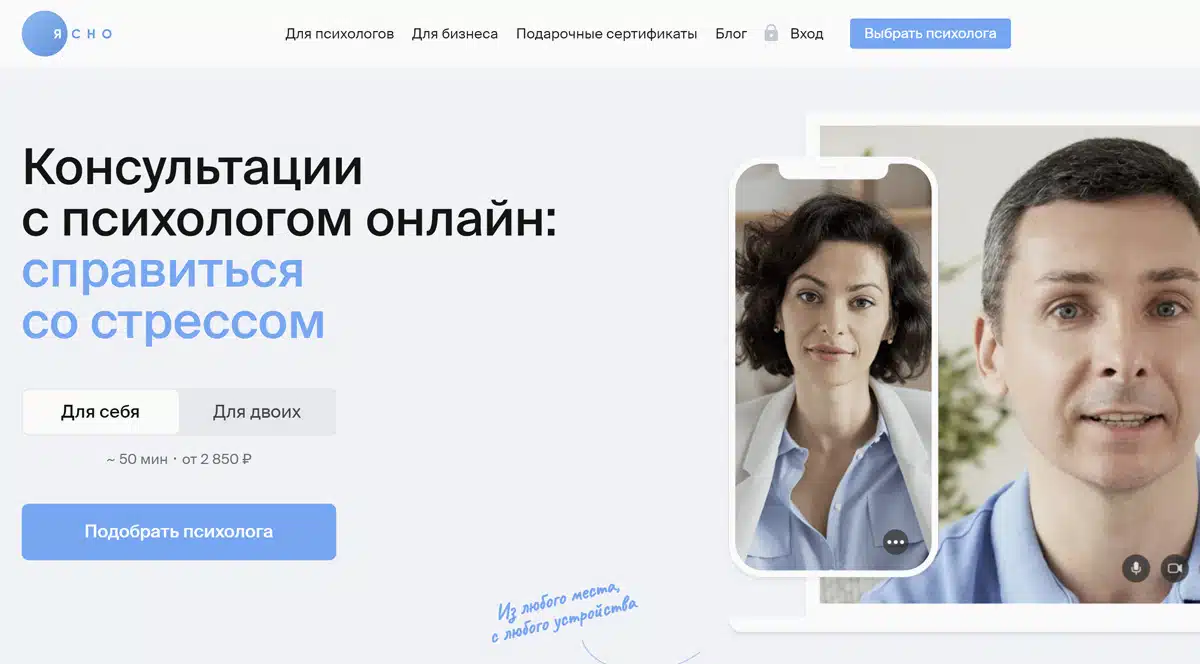 ЯСНО
Для психологов
Для бизнеса
Подарочные сертификаты
Блог
Вход
Выбрать психолога
Консультации
с психологом онлайн:
справиться
со стрессом
Для себя
Для двоих
~ 50 мин · от 2 850 ₽
Подобрать психолога
Из любого места,
с любого устройства